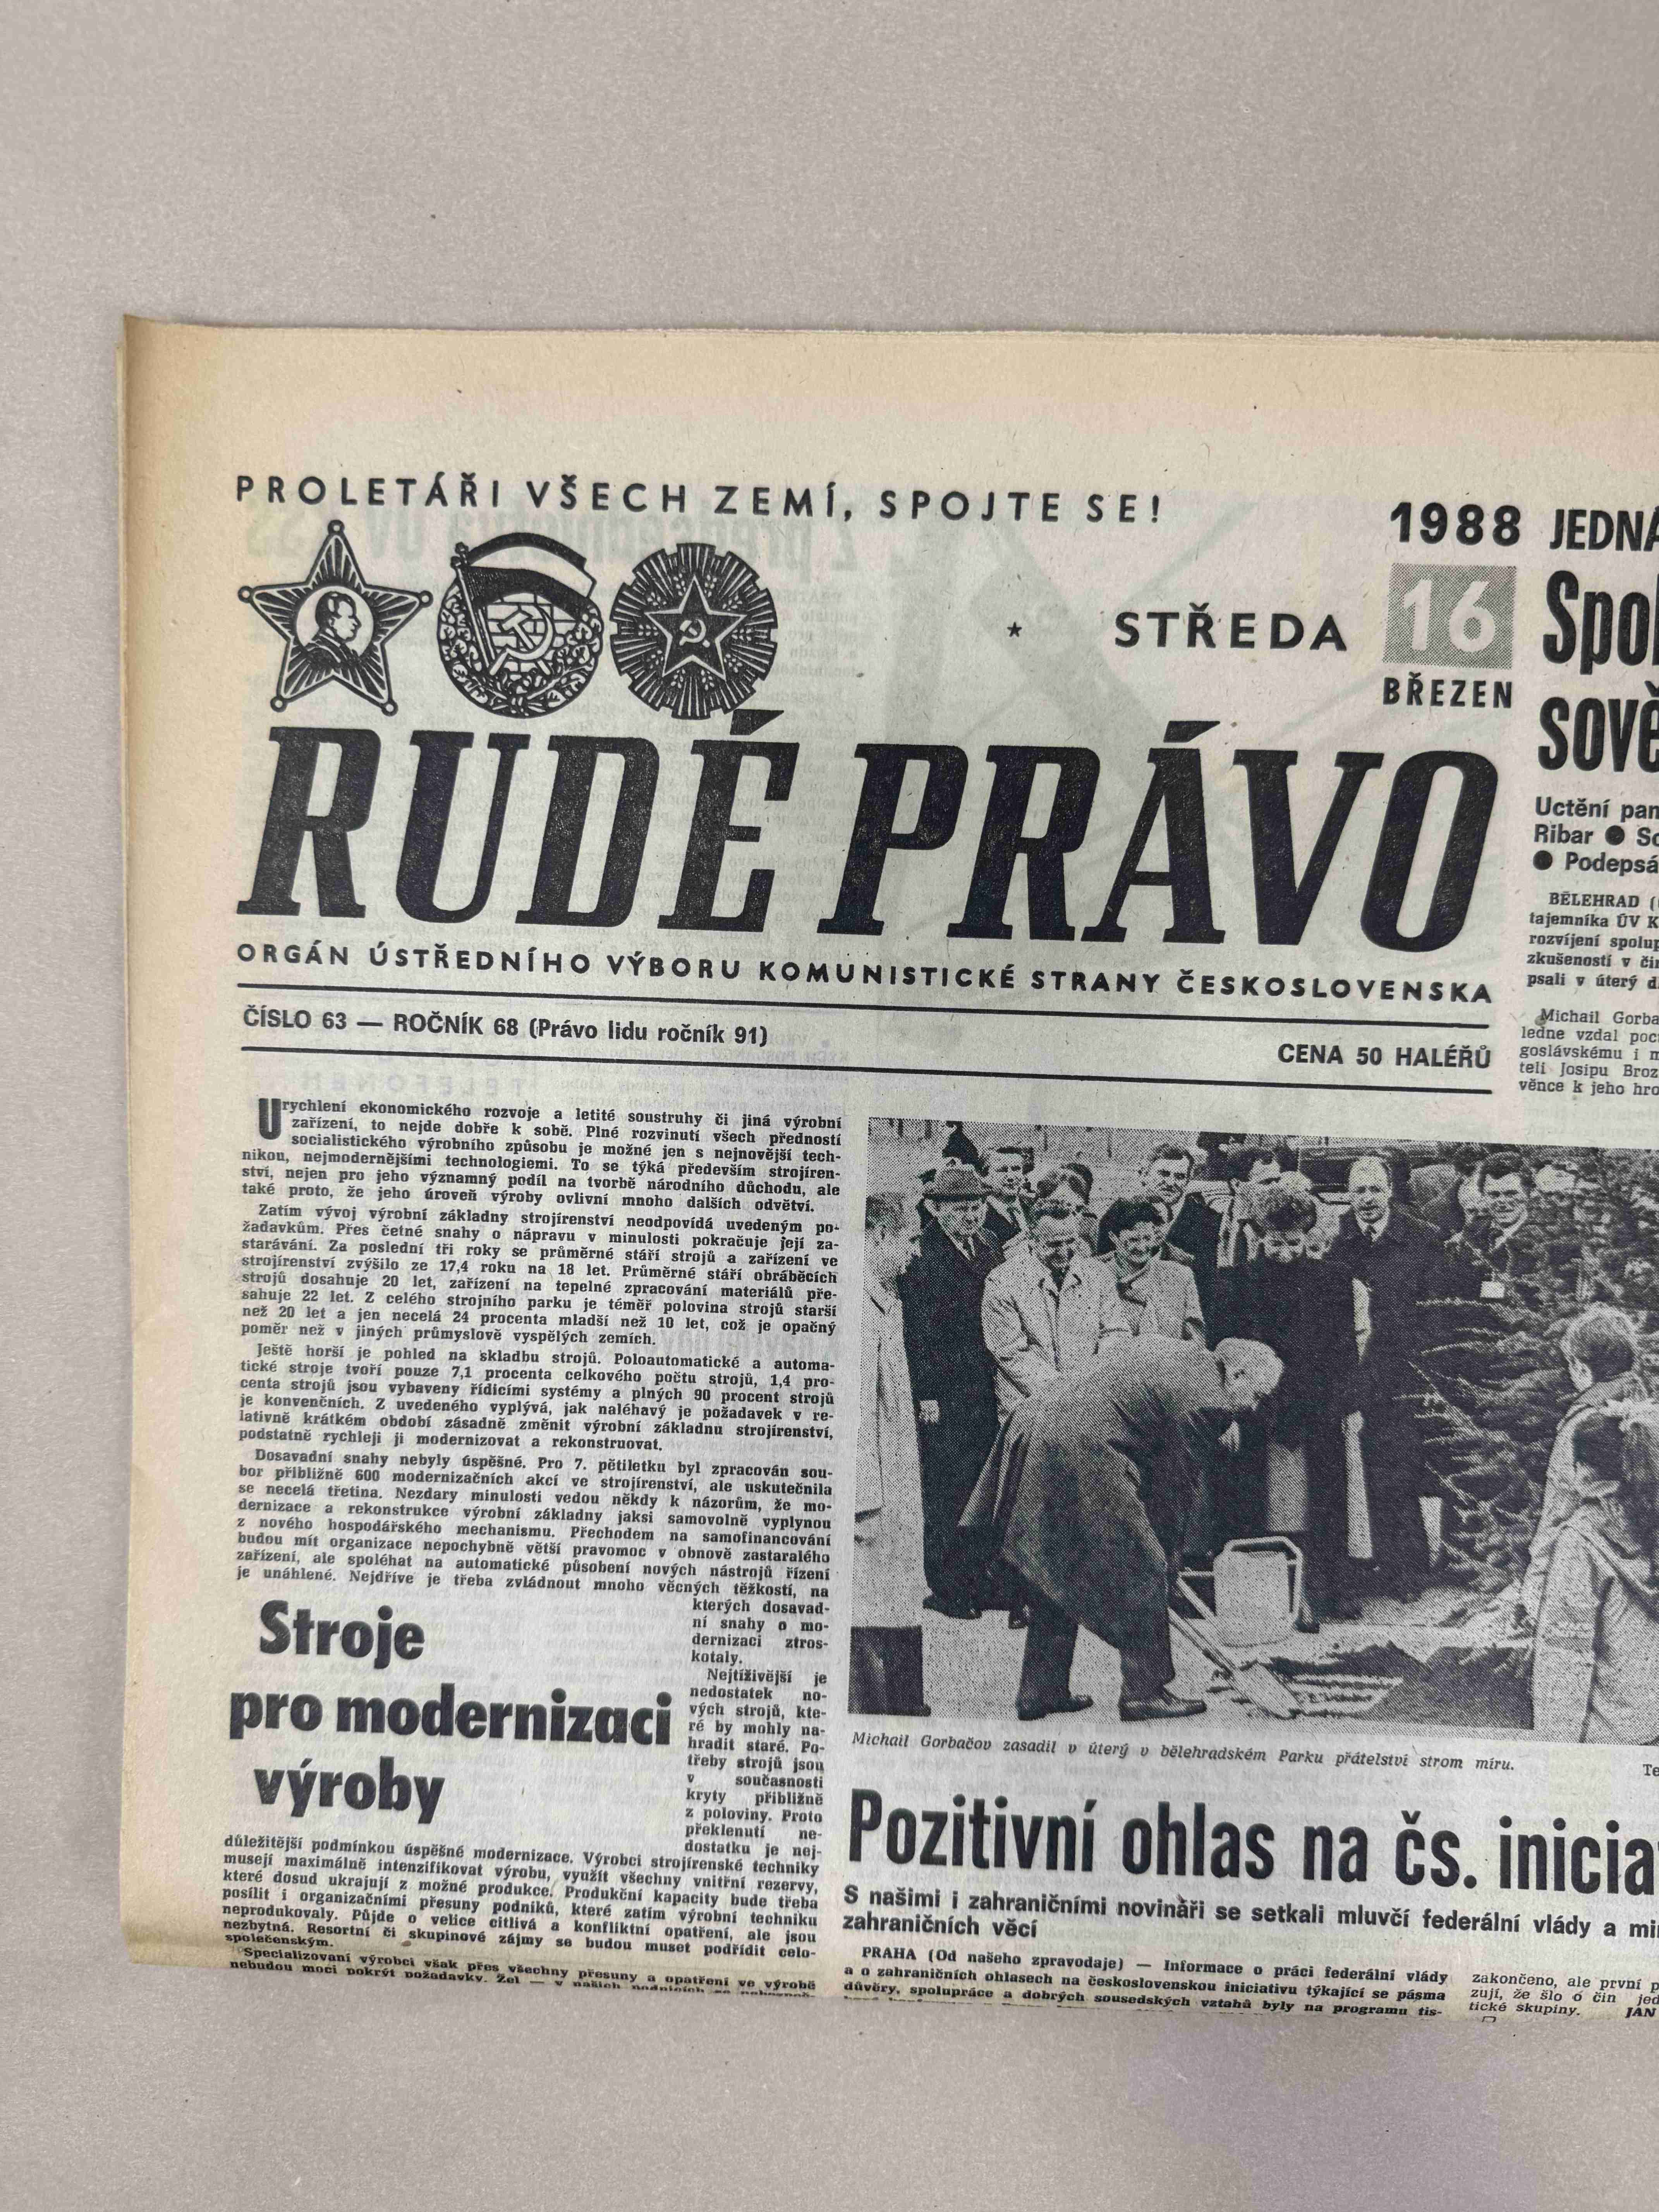 PROLETÁŘI VŠECH ZEMÍ, SPOJTE SE!
★ STŘEDA
1988
16
BŘEZEN
RUDÉ PRÁVO
ORGÁN ÚSTŘEDNÍHO VÝBORU KOMUNISTICKÉ STRANY ČESKOSLOVENSKA
ČÍSLO 63 — ROČNÍK 68 (Právo lidu ročník 91)
CENA 50 HALÉŘŮ
Urychlení ekonomického rozvoje a letité soustruhy či jiná výrobní
zařízení, to nejde dobře k sobě. Plné rozvinutí všech předností
socialistického výrobního způsobu je možné jen s nejnovější tech-
nikou, nejmodernějšími technologiemi. To se týká především strojíren-
ství, nejen pro jeho významný podíl na tvorbě národního důchodu, ale
také proto, že jeho úroveň výroby ovlivní mnoho dalších odvětví.
Zatím vývoj výrobní základny strojírenství neodpovídá uvedeným po-
žadavkům. Přes četné snahy o nápravu v minulosti pokračuje její za-
starávání. Za poslední tři roky se průměrné stáří strojů a zařízení ve
strojírenství zvýšilo ze 17,4 roku na 18 let. Průměrné stáří obráběcích
strojů dosahuje 20 let, zařízení na tepelné zpracování materiálů pře-
sahuje 22 let. Z celého strojního parku je téměř polovina strojů starší
než 20 let a jen necelá 24 procenta mladší než 10 let, což je opačný
poměr než v jiných průmyslově vyspělých zemích.
Ještě horší je pohled na skladbu strojů. Poloautomatické a automa-
tické stroje tvoří pouze 7,1 procenta celkového počtu strojů, 1,4 pro-
centa strojů jsou vybaveny řídicími systémy a plných 90 procent strojů
je konvenčních. Z uvedeného vyplývá, jak naléhavý je požadavek v re-
lativně krátkém období zásadně změnit výrobní základnu strojírenství,
podstatně rychleji ji modernizovat a rekonstruovat.
Dosavadní snahy nebyly úspěšné. Pro 7. pětiletku byl zpracován sou-
bor přibližně 600 modernizačních akcí ve strojírenství, ale uskutečnila
se necelá třetina. Nezdary minulosti vedou někdy k názorům, že mo-
dernizace a rekonstrukce výrobní základny jaksi samovolně vyplynou
z nového hospodářského mechanismu. Přechodem na samofinancování
budou mít organizace nepochybně větší pravomoc v obnově zastaralého
zařízení, ale spoléhat na automatické působení nových nástrojů řízení
je unáhlené. Nejdříve je třeba zvládnout mnoho věcných těžkostí, na
kterých dosavad-
ní snahy o mo-
dernizaci ztros-
kotaly.
Nejtíživější je
nedostatek no-
vých strojů, kte-
ré by mohly na-
hradit staré. Po-
třeby strojů jsou
v současnosti
kryty přibližně
z poloviny. Proto
překlenutí ne-
dostatku je nej-
Stroje
pro modernizaci
výroby
důležitější podmínkou úspěšné modernizace. Výrobci strojírenské techniky
musejí maximálně intenzifikovat výrobu, využít všechny vnitřní rezervy,
které dosud ukrajují z možné produkce. Produkční kapacity bude třeba
posílit i organizačními přesuny podniků, které zatím výrobní techniku
neprodukovaly. Půjde o velice citlivá a konfliktní opatření, ale jsou
nezbytná. Resortní či skupinové zájmy se budou muset podřídit celo-
společenským.
Specializovaní výrobci však přes všechny přesuny a opatření ve výrobě
nebudou moci pokrýt požadavky. Žel — v našich podnicích
Michail Gorbačov zasadil v úterý v bělehradském Parku přátelství strom míru.
Te
Pozitivní ohlas na čs. inicia
S našimi i zahraničními novináři se setkali mluvčí federální vlády a mi
zahraničních věcí
PRAHA (Od našeho zpravodaje) — Informace o práci federální vlády
a o zahraničních ohlasech na československou iniciativu týkající se pásma
důvěry, spolupráce a dobrých sousedských vztahů byly na programu tis-
zakončeno, ale první p
zují, že šlo o čin jed
tické skupiny. JAN
JEDNÁ
Spol
sově
Uctění pam
Ribar ● So
● Podepsá
BĚLEHRAD (
tajemníka ÚV K
rozvíjení spolup
zkušeností v čin
psali v úterý d
Michail Gorba
ledne vzdal poc
goslávskému i m
teli Josipu Broz
věnce k jeho hro